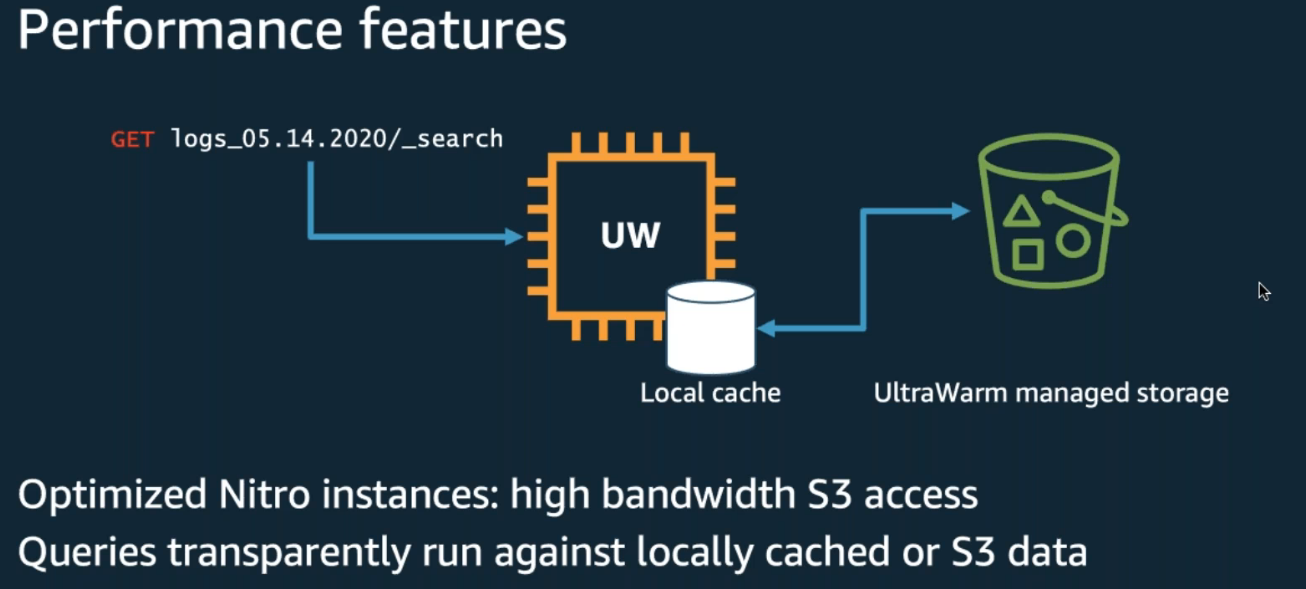 Performance features
GET logs_05.14.2020/_search
UW
Local cache
UltraWarm managed storage
Optimized Nitro instances: high bandwidth S3 access
Queries transparently run against locally cached or S3 data